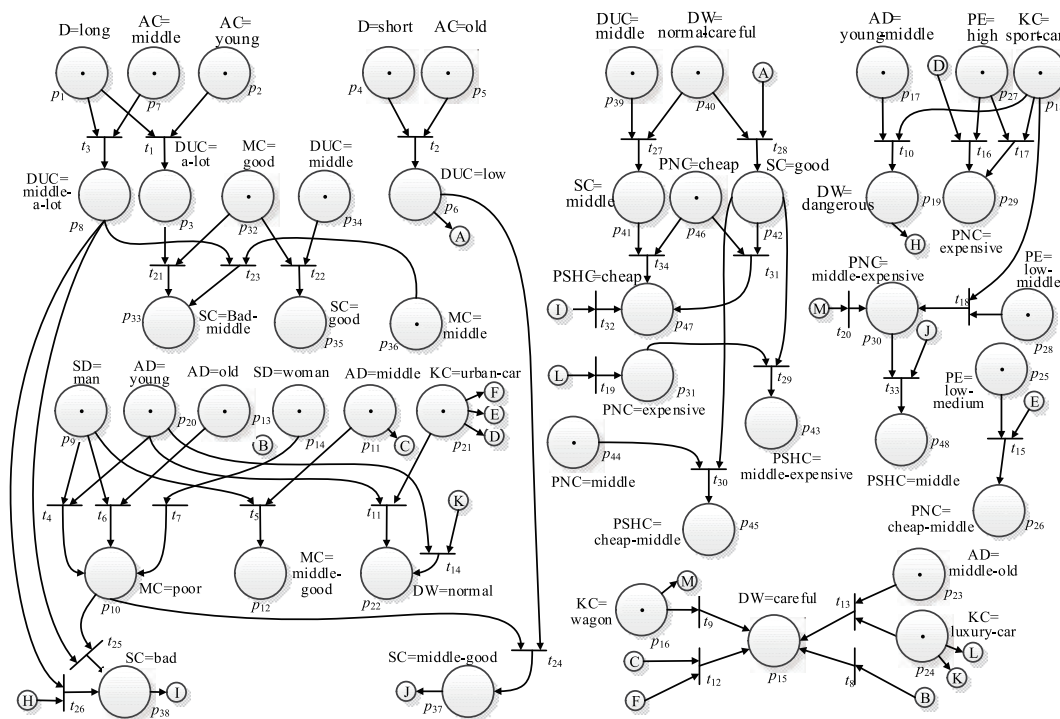 D=long
AC=
middle
AC=
young
D=short
AC=old
p1
p7
p2
p4
p5
t3
t1
t2
DUC=
middle-
a-lot
DUC=
a-lot
MC=
good
DUC=
middle
DUC=low
p8
p3
p32
p34
p6
A
t21
t23
t22
p33
SC=Bad-
middle
SC=
good
p35
MC=
middle
p36
SD=
man
AD=
young
AD=old
SD=woman
AD=middle
KC=urban-car
p9
p20
p13
B
p14
p11
C
p21
F
E
D
t4
t6
t7
t5
t11
K
t14
MC=poor
p10
p12
MC=
middle-
good
p22
DW=normal
t25
SC=bad
H
t26
p38
I
SC=middle-good
J
p37
t24
DUC=
middle
DW=
normal-careful
A
p39
p40
t27
t28
SC=
middle
PNC=cheap
SC=good
p41
p46
p42
t34
t31
PSHC=cheap
I
t32
p47
L
t19
p31
PNC=expensive
t29
p43
PSHC=
middle-expensive
p44
PNC=middle
t30
PSHC=
cheap-middle
p45
AD=
young-middle
D
PE=
high
KC=
sport-car
p17
p27
p1
t10
t16
t17
DW=
dangerous
p19
H
p29
PNC=
expensive
PNC=
middle-expensive
PE=
low-
middle
M
t20
p30
J
t18
p28
p25
PE=
low-
medium
E
t33
t15
p48
PSHC=middle
PNC=
cheap-middle
p26
KC=
wagon
M
p16
t9
DW=careful
t13
AD=
middle-old
p23
KC=
luxury-car
L
p24
K
C
F
t12
p15
t8
B